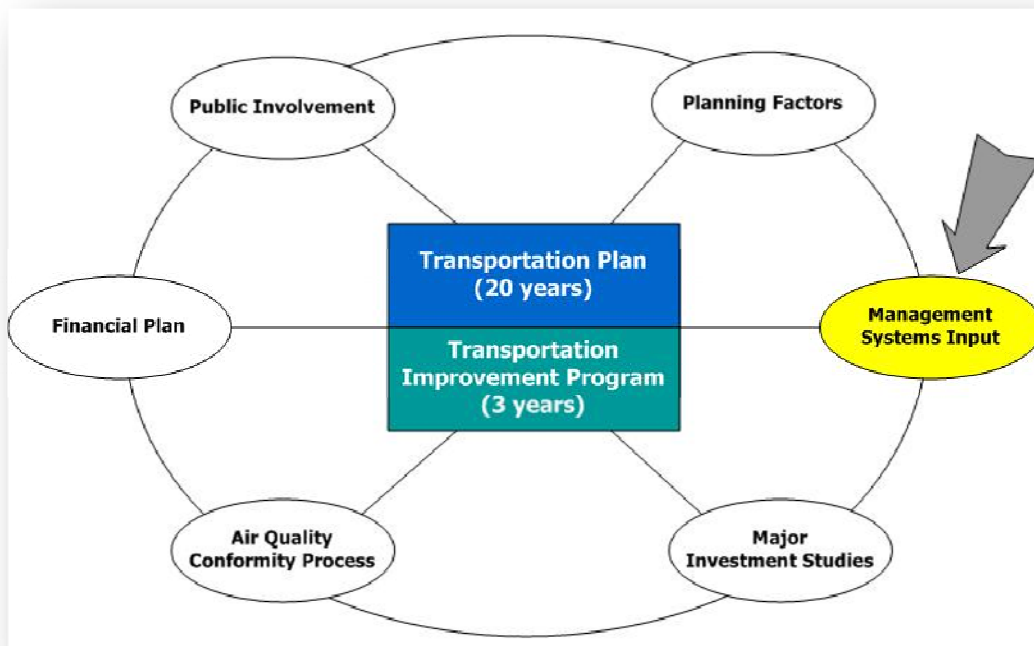 Public Involvement
Planning Factors
Transportation Plan
(20 years)
Financial Plan
Management
Systems Input
Transportation
Improvement Program
(3 years)
Air Quality
Conformity Process
Major
Investment Studies